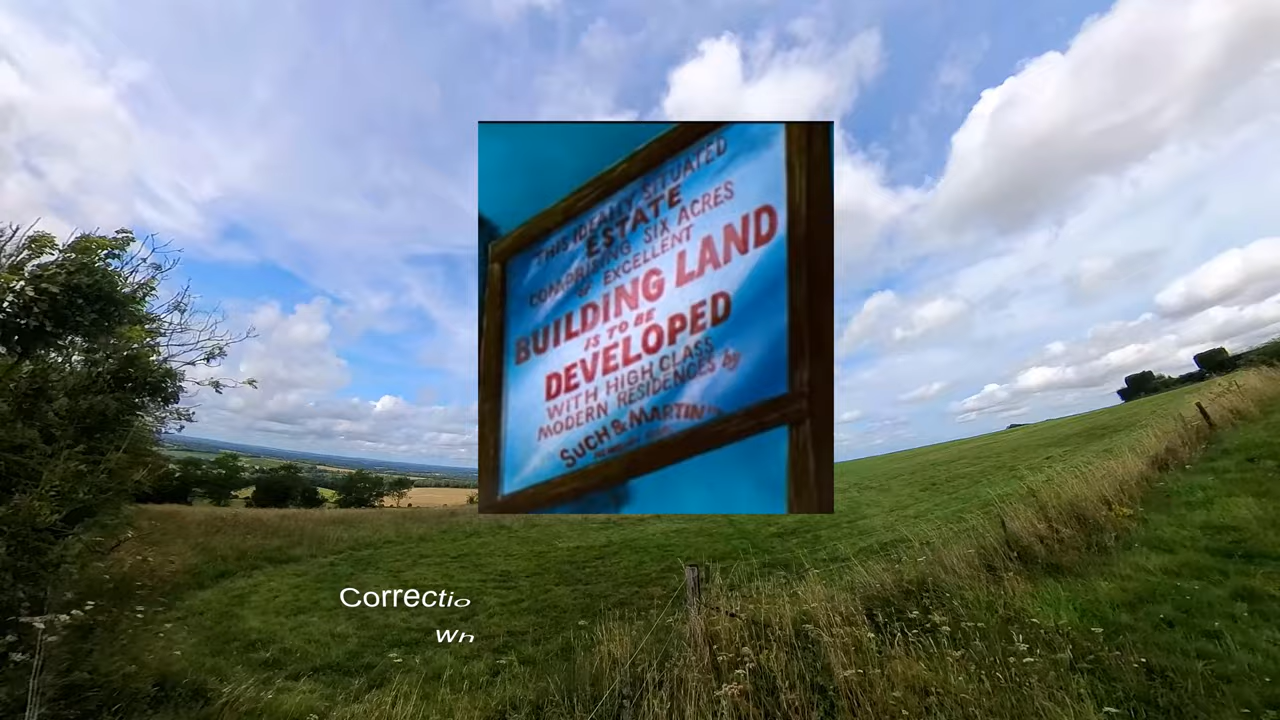 THIS IDEALLY SITUATED
ESTATE
COMPRISING SIX ACRES
OF EXCELLENT
BUILDING LAND
IS TO BE
DEVELOPED
WITH HIGH CLASS
MODERN RESIDENCES by
SUCH & MARTIN
Correctio
Wh